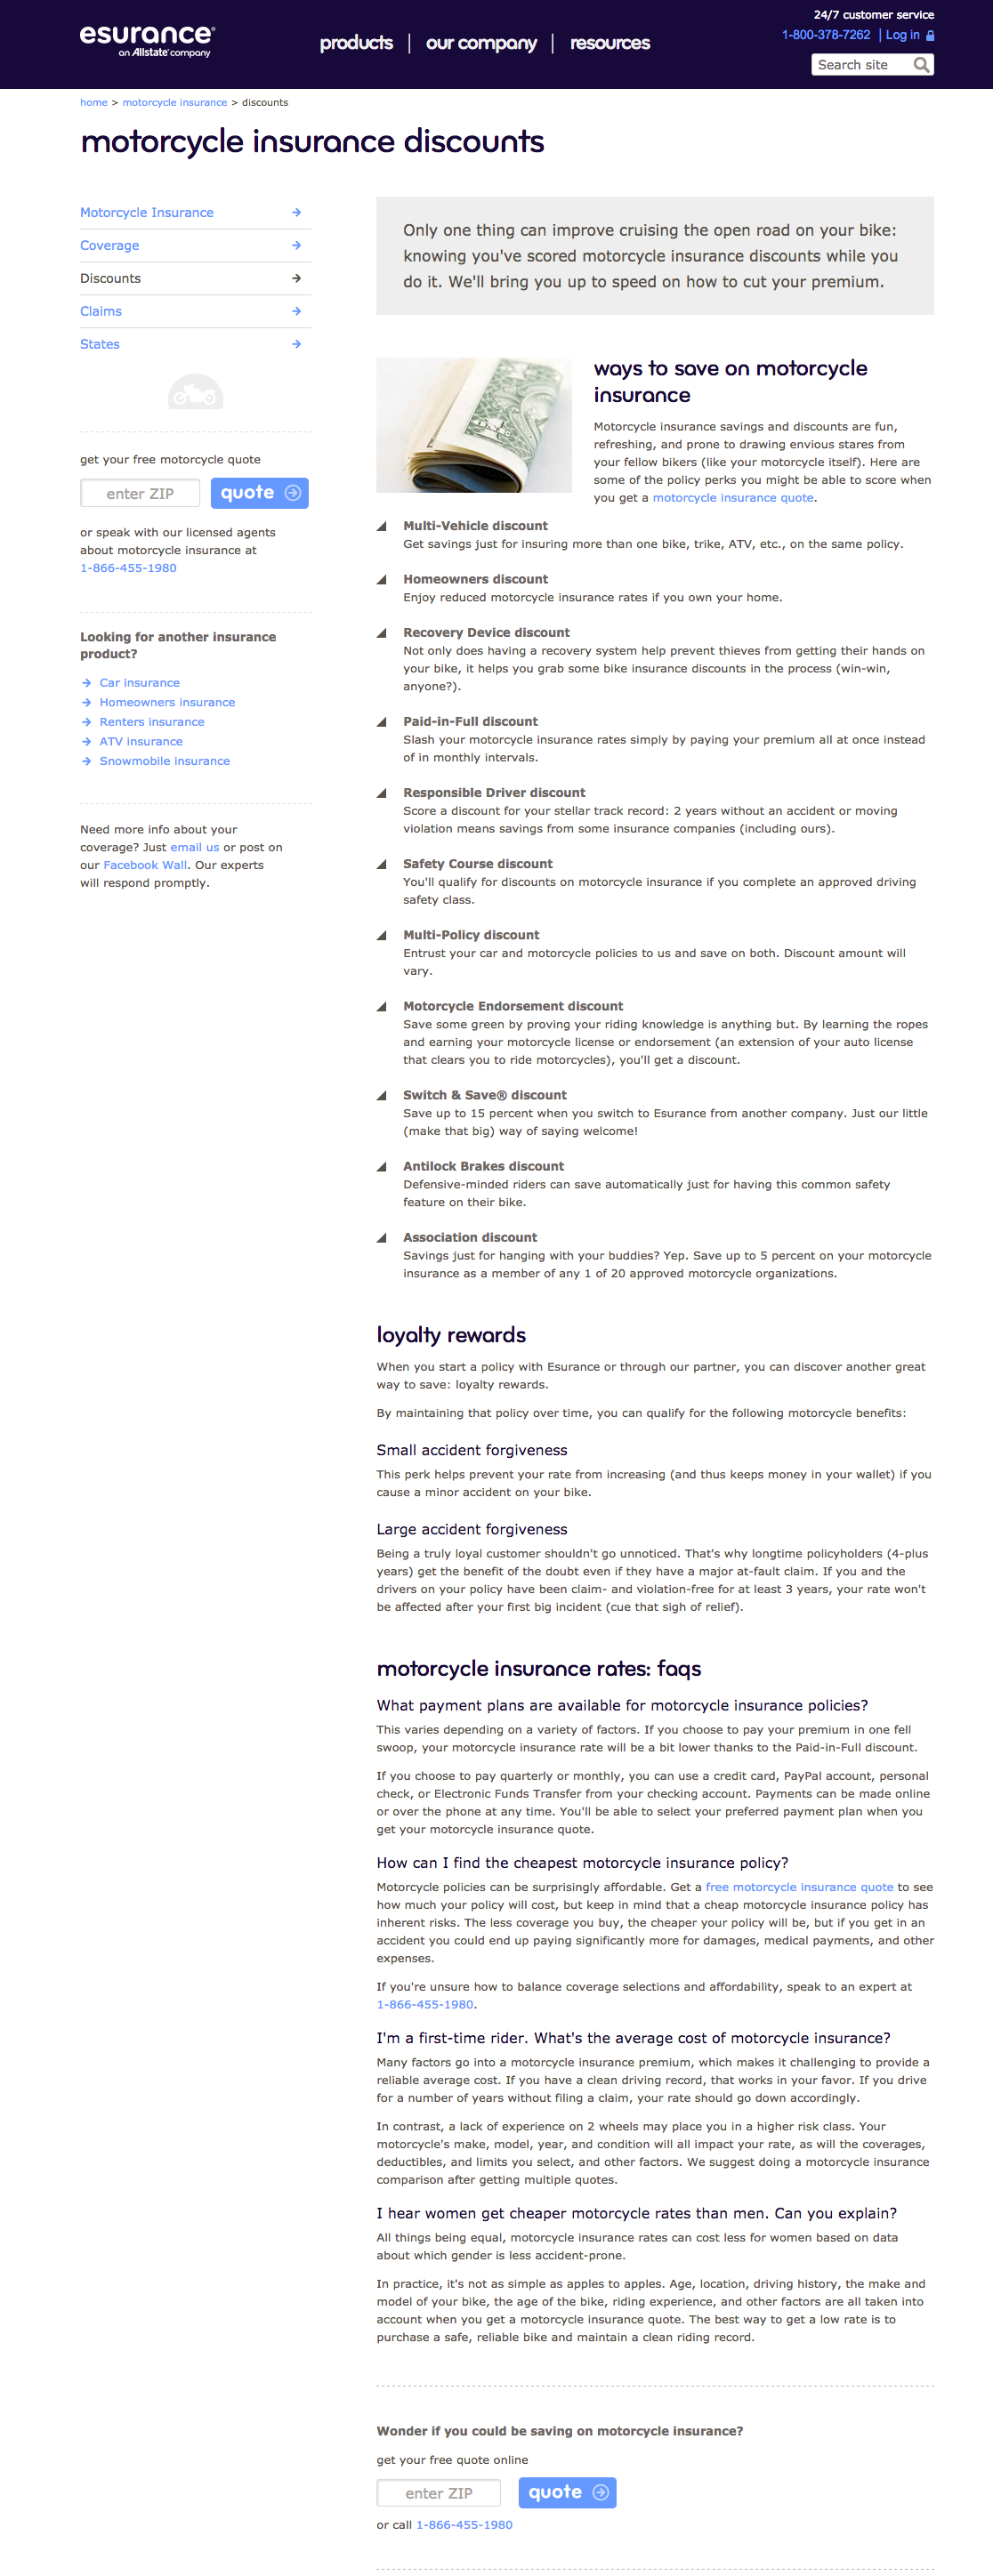 esurance®
an Allstate company
products | our company | resources
24/7 customer service
1-800-378-7262 | Log in
Search site
home > motorcycle insurance > discounts
motorcycle insurance discounts
Motorcycle Insurance
Coverage
Discounts
Claims
States
get your free motorcycle quote
enter ZIP
quote
or speak with our licensed agents
about motorcycle insurance at
1-866-455-1980
Looking for another insurance
product?
Car insurance
Homeowners insurance
Renters insurance
ATV insurance
Snowmobile insurance
Need more info about your
coverage? Just email us or post on
our Facebook Wall. Our experts
will respond promptly.
Only one thing can improve cruising the open road on your bike:
knowing you've scored motorcycle insurance discounts while you
do it. We'll bring you up to speed on how to cut your premium.
ways to save on motorcycle
insurance
Motorcycle insurance savings and discounts are fun,
refreshing, and prone to drawing envious stares from
your fellow bikers (like your motorcycle itself). Here are
some of the policy perks you might be able to score when
you get a motorcycle insurance quote.
Multi-Vehicle discount
Get savings just for insuring more than one bike, trike, ATV, etc., on the same policy.
Homeowners discount
Enjoy reduced motorcycle insurance rates if you own your home.
Recovery Device discount
Not only does having a recovery system help prevent thieves from getting their hands on
your bike, it helps you grab some bike insurance discounts in the process (win-win,
anyone?).
Paid-in-Full discount
Slash your motorcycle insurance rates simply by paying your premium all at once instead
of in monthly intervals.
Responsible Driver discount
Score a discount for your stellar track record: 2 years without an accident or moving
violation means savings from some insurance companies (including ours).
Safety Course discount
You'll qualify for discounts on motorcycle insurance if you complete an approved driving
safety class.
Multi-Policy discount
Entrust your car and motorcycle policies to us and save on both. Discount amount will
vary.
Motorcycle Endorsement discount
Save some green by proving your riding knowledge is anything but. By learning the ropes
and earning your motorcycle license or endorsement (an extension of your auto license
that clears you to ride motorcycles), you'll get a discount.
Switch & Save® discount
Save up to 15 percent when you switch to Esurance from another company. Just our little
(make that big) way of saying welcome!
Antilock Brakes discount
Defensive-minded riders can save automatically just for having this common safety
feature on their bike.
Association discount
Savings just for hanging with your buddies? Yep. Save up to 5 percent on your motorcycle
insurance as a member of any 1 of 20 approved motorcycle organizations.
loyalty rewards
When you start a policy with Esurance or through our partner, you can discover another great
way to save: loyalty rewards.
By maintaining that policy over time, you can qualify for the following motorcycle benefits:
Small accident forgiveness
This perk helps prevent your rate from increasing (and thus keeps money in your wallet) if you
cause a minor accident on your bike.
Large accident forgiveness
Being a truly loyal customer shouldn't go unnoticed. That's why longtime policyholders (4-plus
years) get the benefit of the doubt even if they have a major at-fault claim. If you and the
drivers on your policy have been claim- and violation-free for at least 3 years, your rate won't
be affected after your first big incident (cue that sigh of relief).
motorcycle insurance rates: faqs
What payment plans are available for motorcycle insurance policies?
This varies depending on a variety of factors. If you choose to pay your premium in one fell
swoop, your motorcycle insurance rate will be a bit lower thanks to the Paid-in-Full discount.
If you choose to pay quarterly or monthly, you can use a credit card, PayPal account, personal
check, or Electronic Funds Transfer from your checking account. Payments can be made online
or over the phone at any time. You'll be able to select your preferred payment plan when you
get your motorcycle insurance quote.
How can I find the cheapest motorcycle insurance policy?
Motorcycle policies can be surprisingly affordable. Get a free motorcycle insurance quote to see
how much your policy will cost, but keep in mind that a cheap motorcycle insurance policy has
inherent risks. The less coverage you buy, the cheaper your policy will be, but if you get in an
accident you could end up paying significantly more for damages, medical payments, and other
expenses.
If you're unsure how to balance coverage selections and affordability, speak to an expert at
1-866-455-1980.
I'm a first-time rider. What's the average cost of motorcycle insurance?
Many factors go into a motorcycle insurance premium, which makes it challenging to provide a
reliable average cost. If you have a clean driving record, that works in your favor. If you drive
for a number of years without filing a claim, your rate should go down accordingly.
In contrast, a lack of experience on 2 wheels may place you in a higher risk class. Your
motorcycle's make, model, year, and condition will all impact your rate, as will the coverages,
deductibles, and limits you select, and other factors. We suggest doing a motorcycle insurance
comparison after getting multiple quotes.
I hear women get cheaper motorcycle rates than men. Can you explain?
All things being equal, motorcycle insurance rates can cost less for women based on data
about which gender is less accident-prone.
In practice, it's not as simple as apples to apples. Age, location, driving history, the make and
model of your bike, the age of the bike, riding experience, and other factors are all taken into
account when you get a motorcycle insurance quote. The best way to get a low rate is to
purchase a safe, reliable bike and maintain a clean riding record.
Wonder if you could be saving on motorcycle insurance?
get your free quote online
enter ZIP
quote
or call 1-866-455-1980